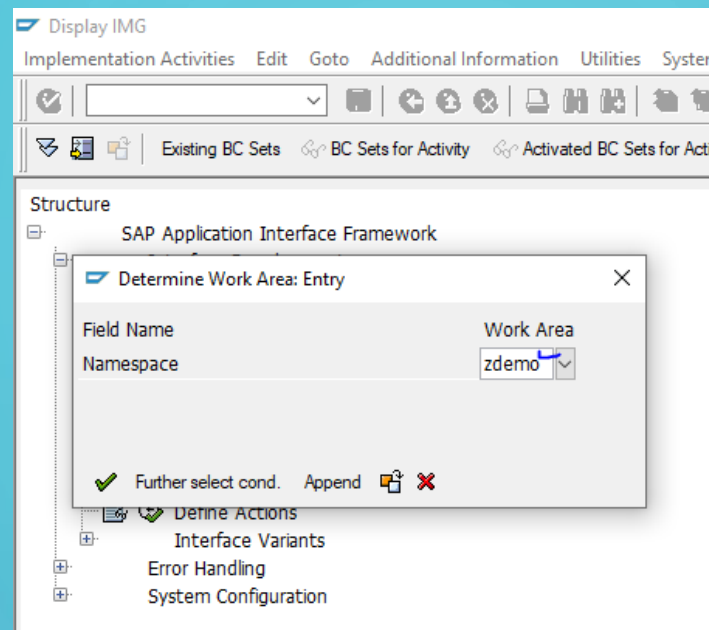 Display IMG
Implementation Activities Edit Goto Additional Information Utilities System
Existing BC Sets BC Sets for Activity Activated BC Sets for Acti
Structure
SAP Application Interface Framework
Determine Work Area: Entry
Field Name Work Area
Namespace zdemo
Further select cond. Append
Define Actions
Interface Variants
Error Handling
System Configuration